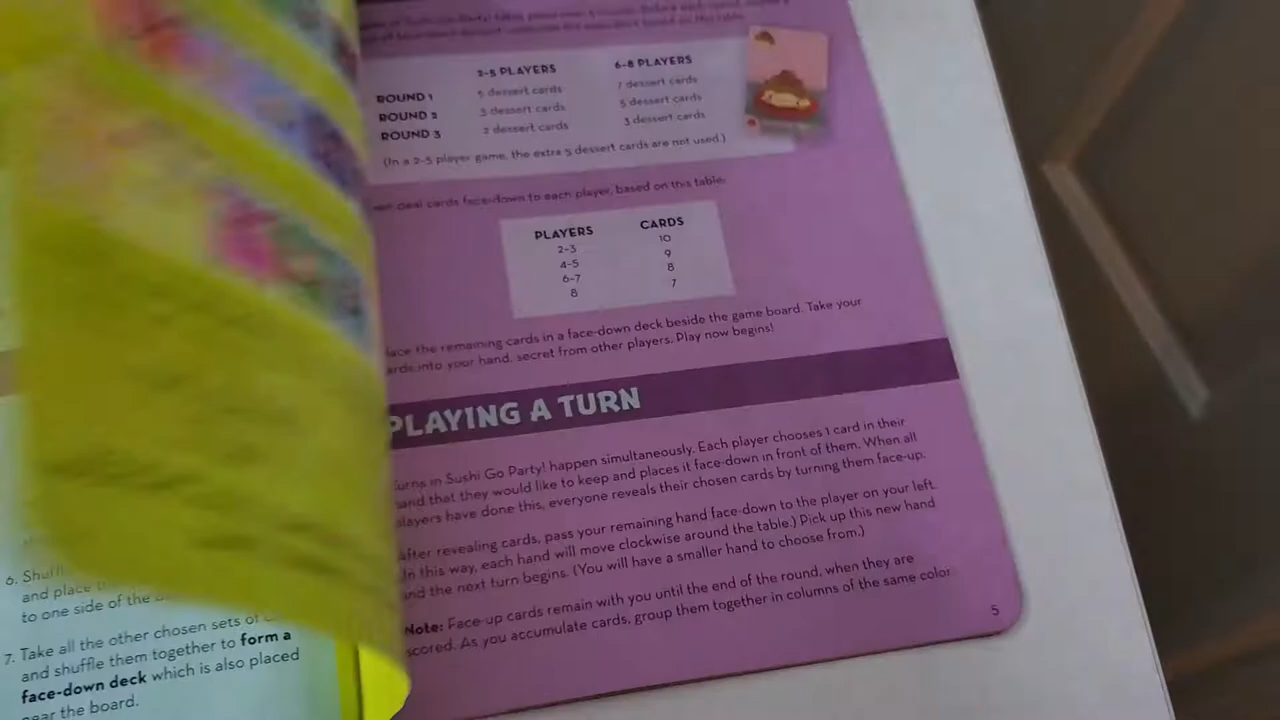 6. Shuffl
and place
to one side of the
7. Take all the other chosen sets of
and shuffle them together to form a
face-down deck which is also placed
near the board.
2-5 PLAYERS 6-8 PLAYERS
ROUND 1 5 dessert cards 7 dessert cards
ROUND 2 3 dessert cards 5 dessert cards
ROUND 3 2 dessert cards 3 dessert cards
(In a 2-5 player game, the extra 5 dessert cards are not used.)
deal cards face-down to each player, based on this table:
PLAYERS CARDS
2-3 10
4-5 9
6-7 8
8 7
lace the remaining cards in a face-down deck beside the game board. Take your
ards into your hand, secret from other players. Play now begins!
PLAYING A TURN
Turns in Sushi Go Party! happen simultaneously. Each player chooses 1 card in their
hand that they would like to keep and places it face-down in front of them. When all
players have done this, everyone reveals their chosen cards by turning them face-up.
After revealing cards, pass your remaining hand face-down to the player on your left.
In this way, each hand will move clockwise around the table.) Pick up this new hand
and the next turn begins. (You will have a smaller hand to choose from.)
Note: Face-up cards remain with you until the end of the round, when they are
scored. As you accumulate cards, group them together in columns of the same color
5